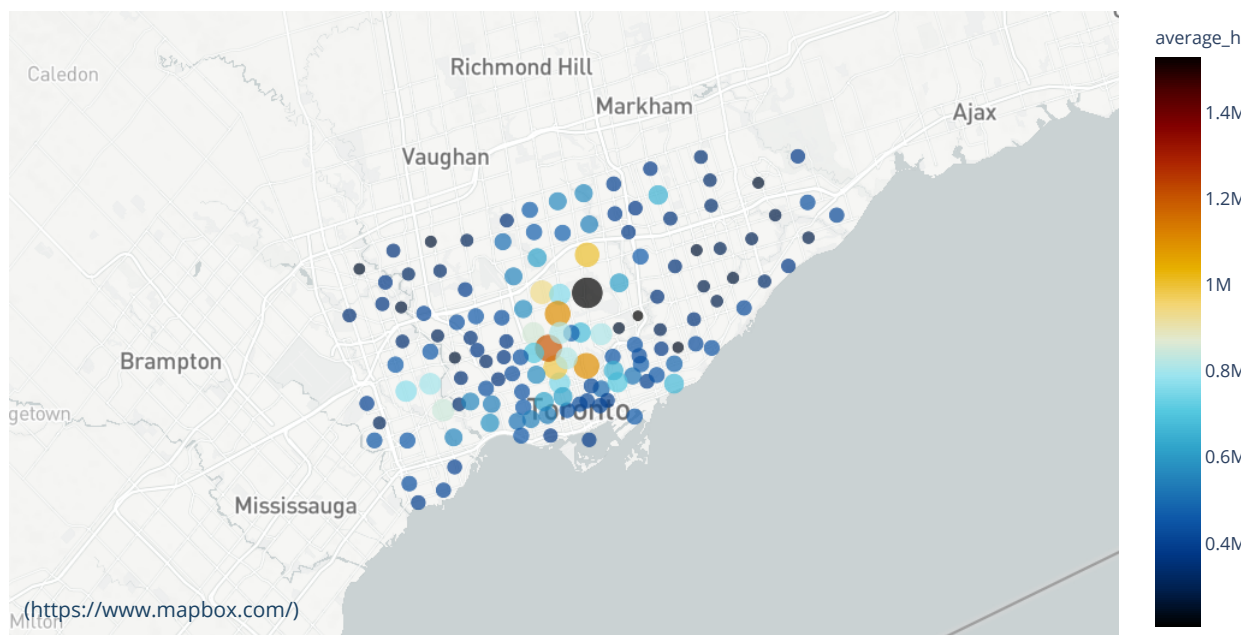 Caledon
Richmond Hill
Markham
Ajax
Vaughan
Brampton
getown
Toronto
Mississauga
(https://www.mapbox.com/)
Milton
average_h
1.4M
1.2M
1M
0.8M
0.6M
0.4M